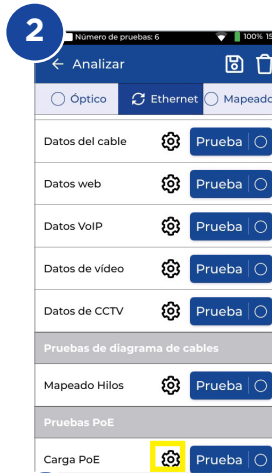 2
Número de pruebas: 6
100% 15
Analizar
Óptico Ethernet Mapeado
Datos del cable Prueba
Datos web Prueba
Datos VoIP Prueba
Datos de vídeo Prueba
Datos de CCTV Prueba
Pruebas de diagrama de cables
Mapeado Hilos Prueba
Pruebas PoE
Carga PoE Prueba